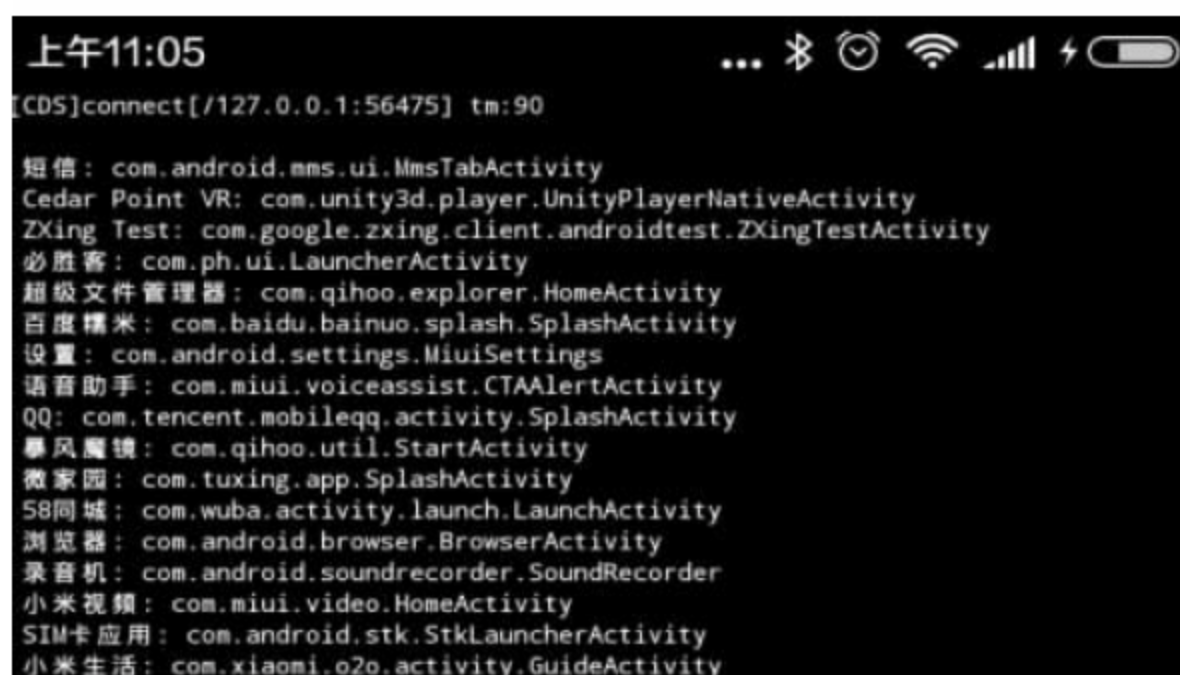 上午11:05
[CDS]connect[/127.0.0.1:56475] tm:90
短信: com.android.mms.ui.MmsTabActivity
Cedar Point VR: com.unity3d.player.UnityPlayerNativeActivity
ZXing Test: com.google.zxing.client.androidtest.ZXingTestActivity
必胜客: com.ph.ui.LauncherActivity
超级文件管理器: com.qihoo.explorer.HomeActivity
百度糯米: com.baidu.bainuo.splash.SplashActivity
设置: com.android.settings.MiuiSettings
语音助手: com.miui.voiceassist.CTAAlertActivity
QQ: com.tencent.mobileqq.activity.SplashActivity
暴风魔镜: com.qihoo.util.StartActivity
微家园: com.tuxing.app.SplashActivity
58同城: com.wuba.activity.launch.LaunchActivity
浏览器: com.android.browser.BrowserActivity
录音机: com.android.soundrecorder.SoundRecorder
小米视频: com.miui.video.HomeActivity
SIM卡应用: com.android.stk.StkLauncherActivity
小米生活: com.xiaomi.o2o.activity.GuideActivity